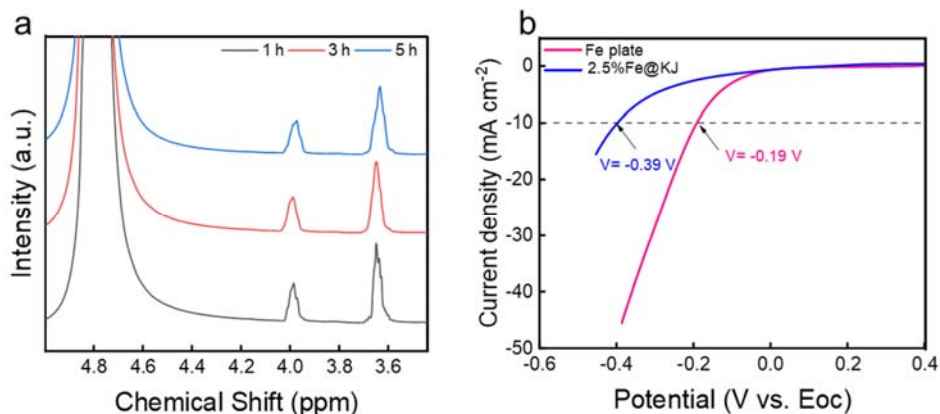 a
1 h 3 h 5 h
Intensity (a.u.)
4.8 4.6 4.4 4.2 4.0 3.8 3.6
Chemical Shift (ppm)
b
Fe plate
2.5%Fe@KJ
V= -0.39 V
V= -0.19 V
Current density (mA cm⁻²)
0
-10
-20
-30
-40
-50
-0.6 -0.4 -0.2 0.0 0.2 0.4
Potential (V vs. Eoc)